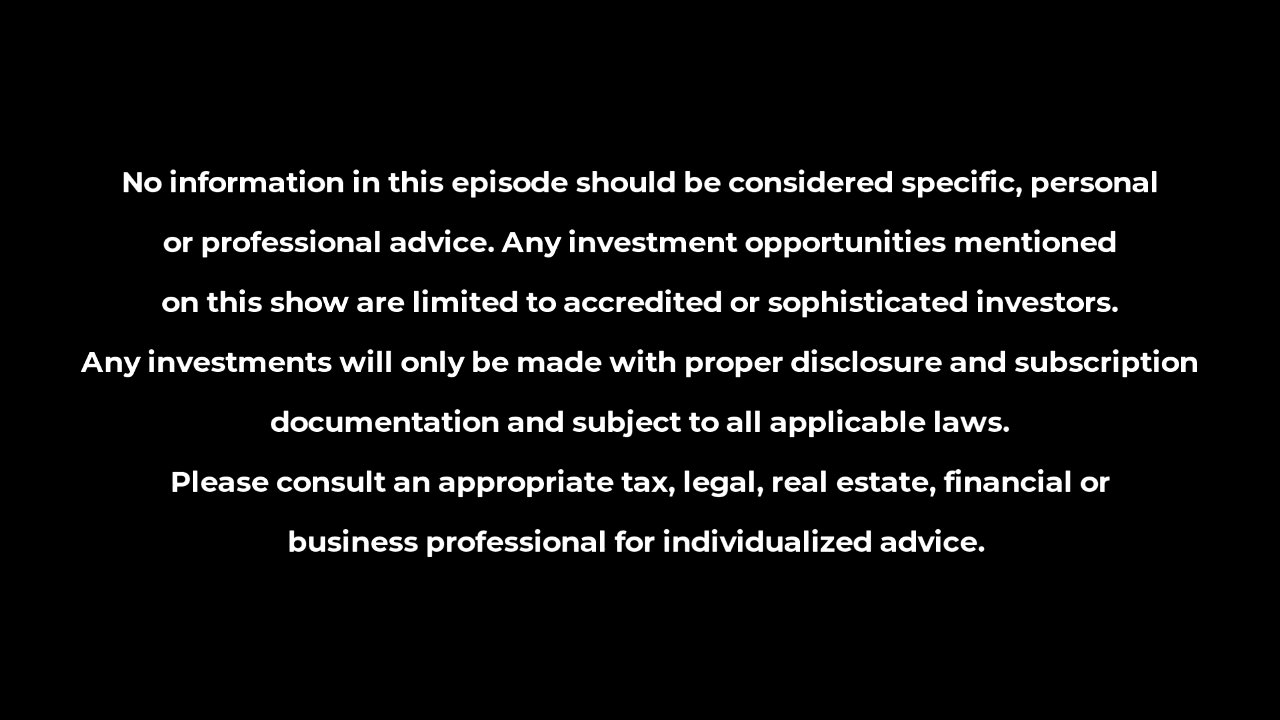 No information in this episode should be considered specific, personal
or professional advice. Any investment opportunities mentioned
on this show are limited to accredited or sophisticated investors.
Any investments will only be made with proper disclosure and subscription
documentation and subject to all applicable laws.
Please consult an appropriate tax, legal, real estate, financial or
business professional for individualized advice.